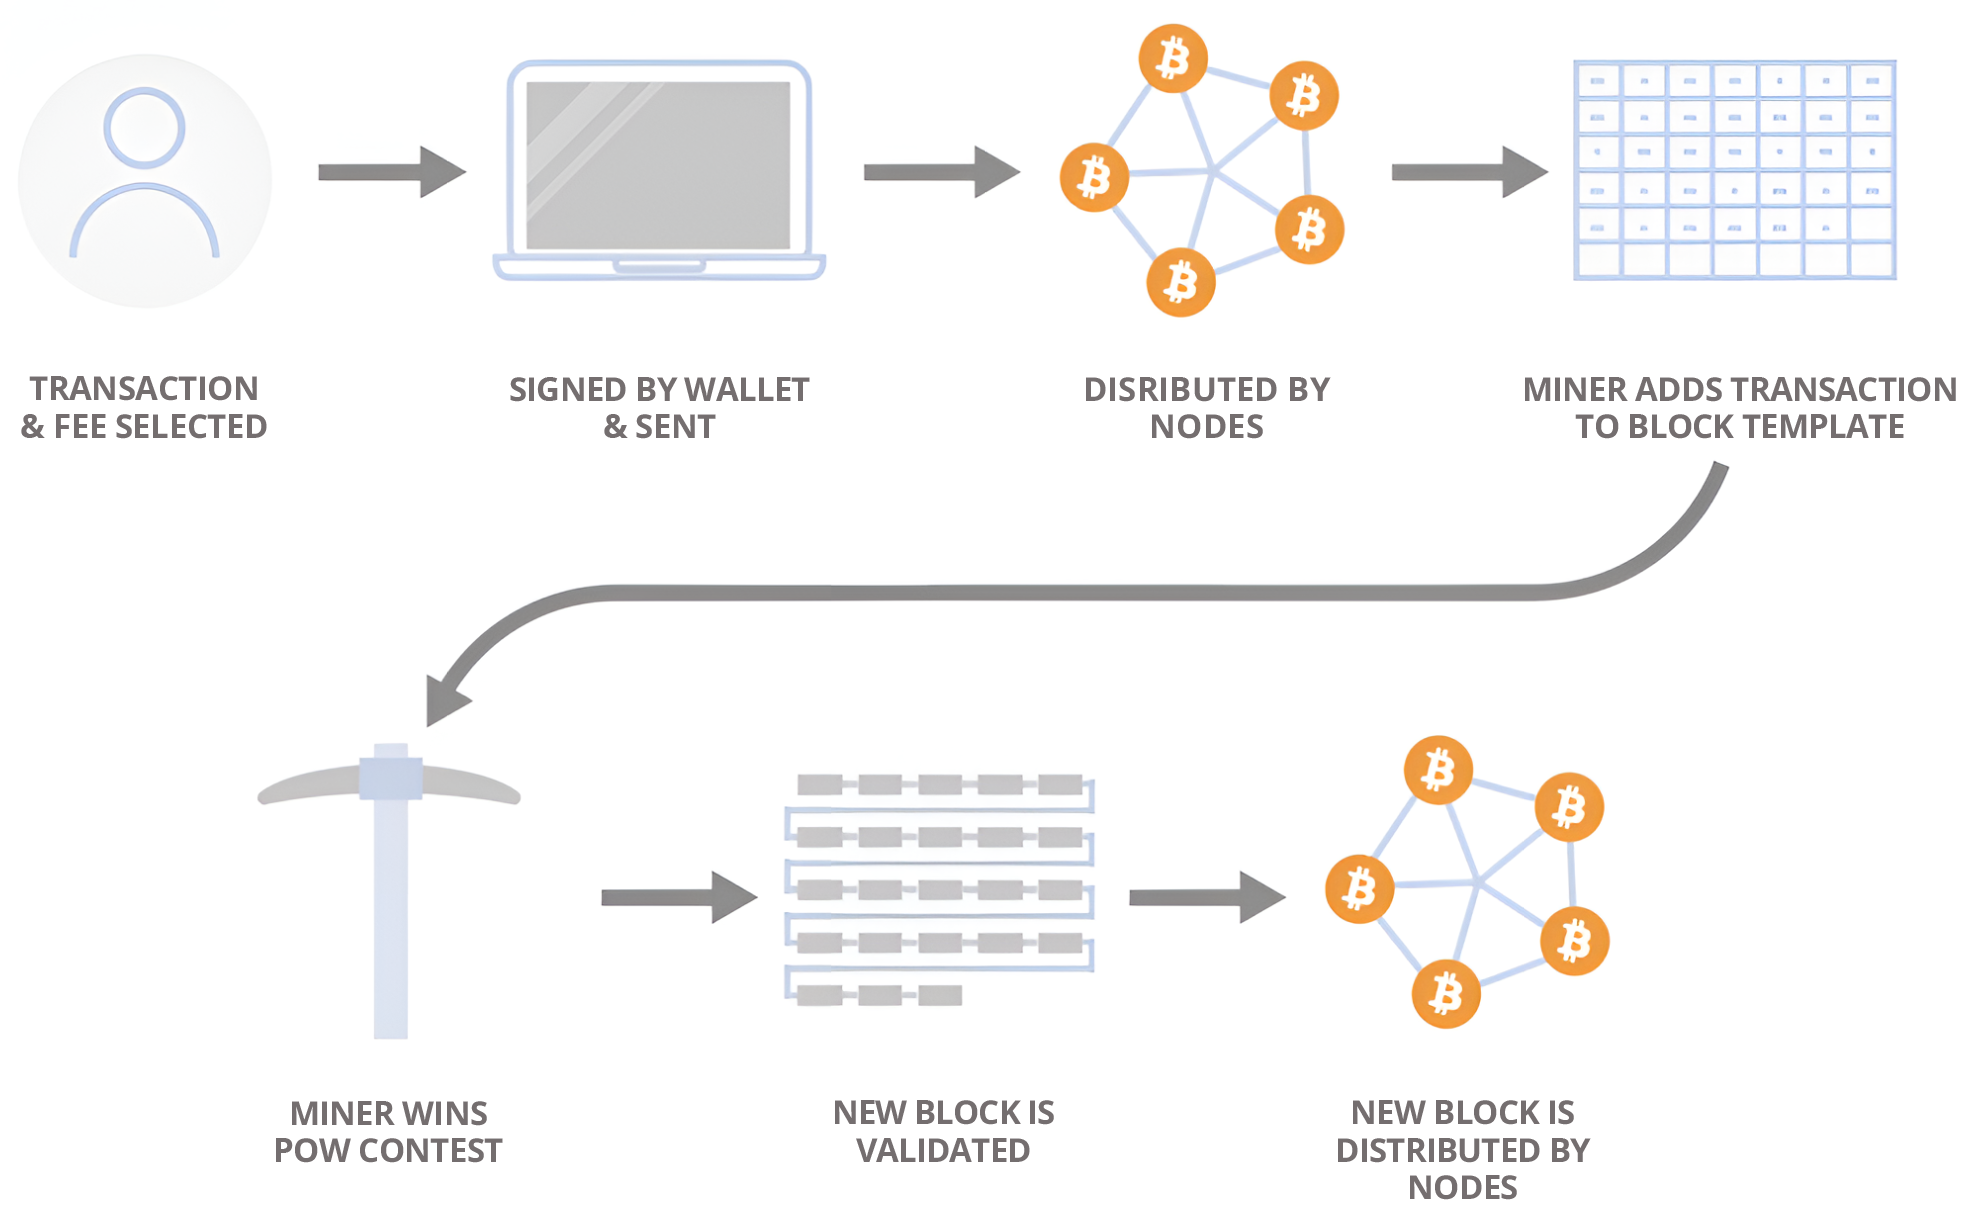 TRANSACTION
& FEE SELECTED
SIGNED BY WALLET
& SENT
DISRIBUTED BY
NODES
MINER ADDS TRANSACTION
TO BLOCK TEMPLATE
MINER WINS
POW CONTEST
NEW BLOCK IS
VALIDATED
NEW BLOCK IS
DISTRIBUTED BY
NODES